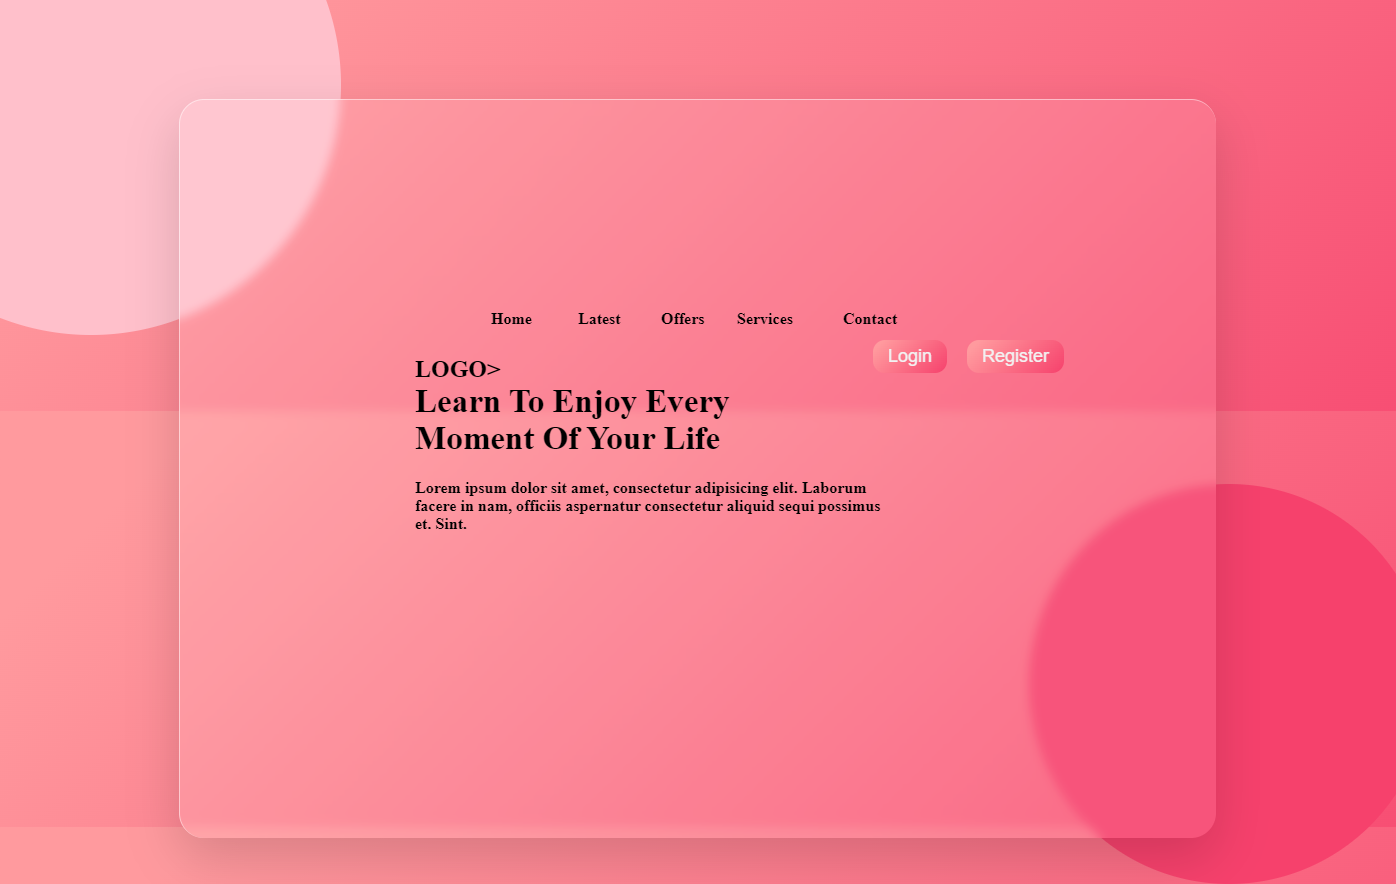 Home Latest Offers Services Contact
Login Register
LOGO>
Learn To Enjoy Every
Moment Of Your Life
Lorem ipsum dolor sit amet, consectetur adipisicing elit. Laborum
facere in nam, officiis aspernatur consectetur aliquid sequi possimus
et. Sint.